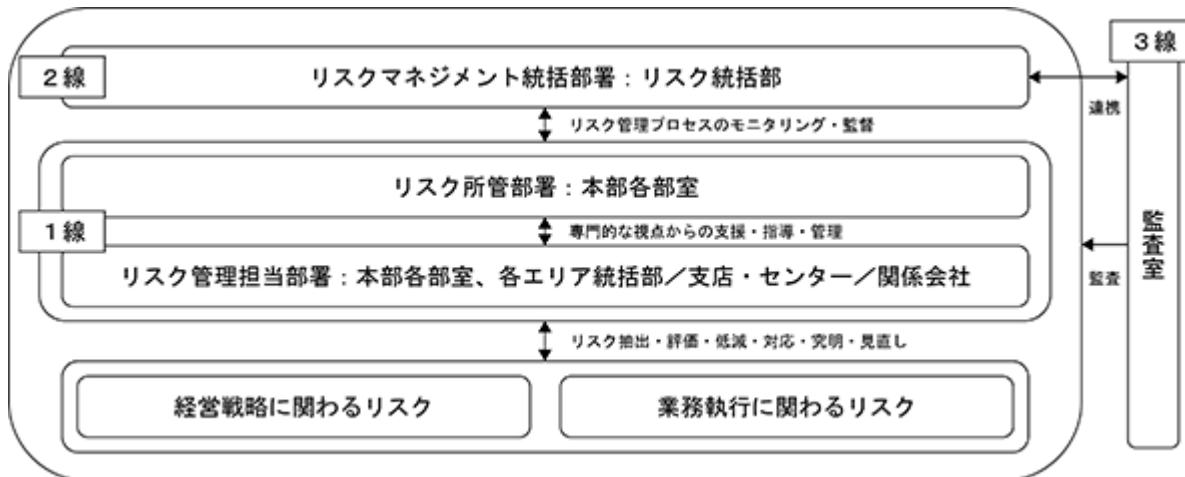 3線
2線
リスクマネジメント統括部署：リスク統括部
連携
リスク管理プロセスのモニタリング・監督
リスク所管部署：本部各部室
1線
専門的な視点からの支援・指導・管理
監査室
リスク管理担当部署：本部各部室、各エリア統括部／支店・センター／関係会社
監査
リスク抽出・評価・低減・対応・究明・見直し
経営戦略に関わるリスク
業務執行に関わるリスク